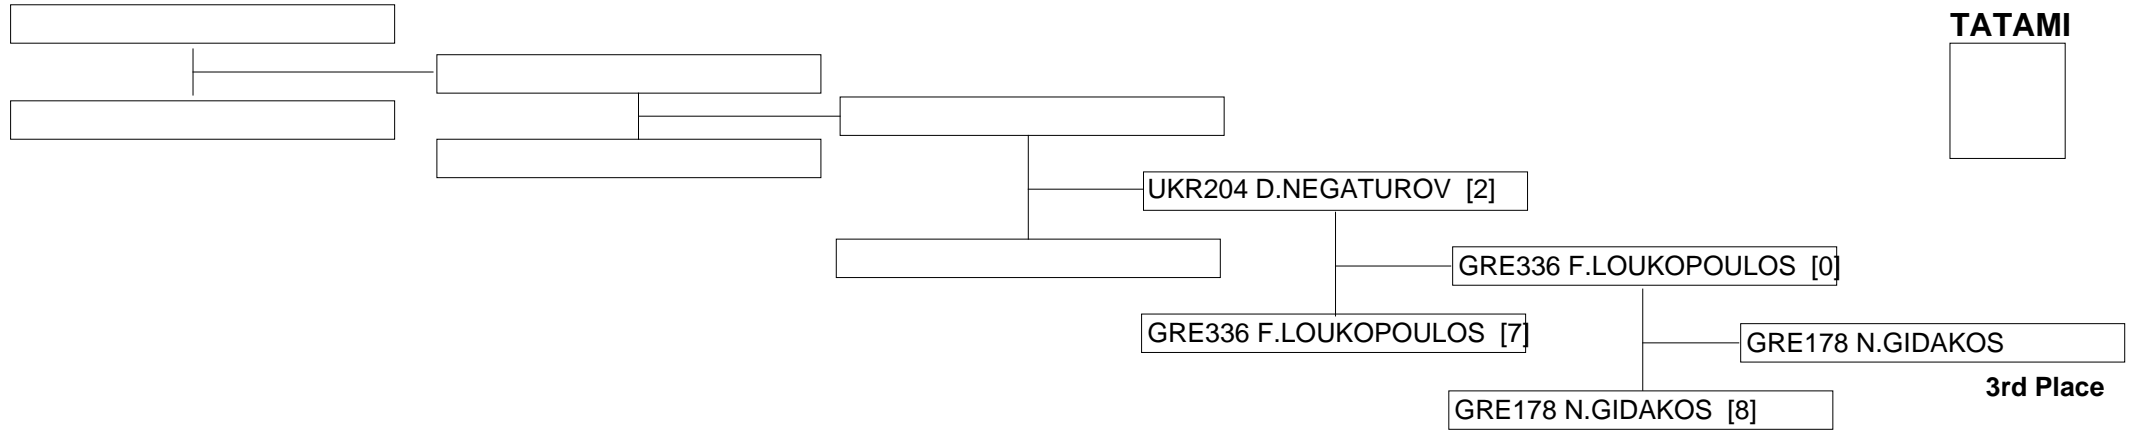 TATAMI
UKR204 D.NEGATUROV [2]
GRE336 F.LOUKOPOULOS [0]
GRE336 F.LOUKOPOULOS [7]
GRE178 N.GIDAKOS
3rd Place
GRE178 N.GIDAKOS [8]